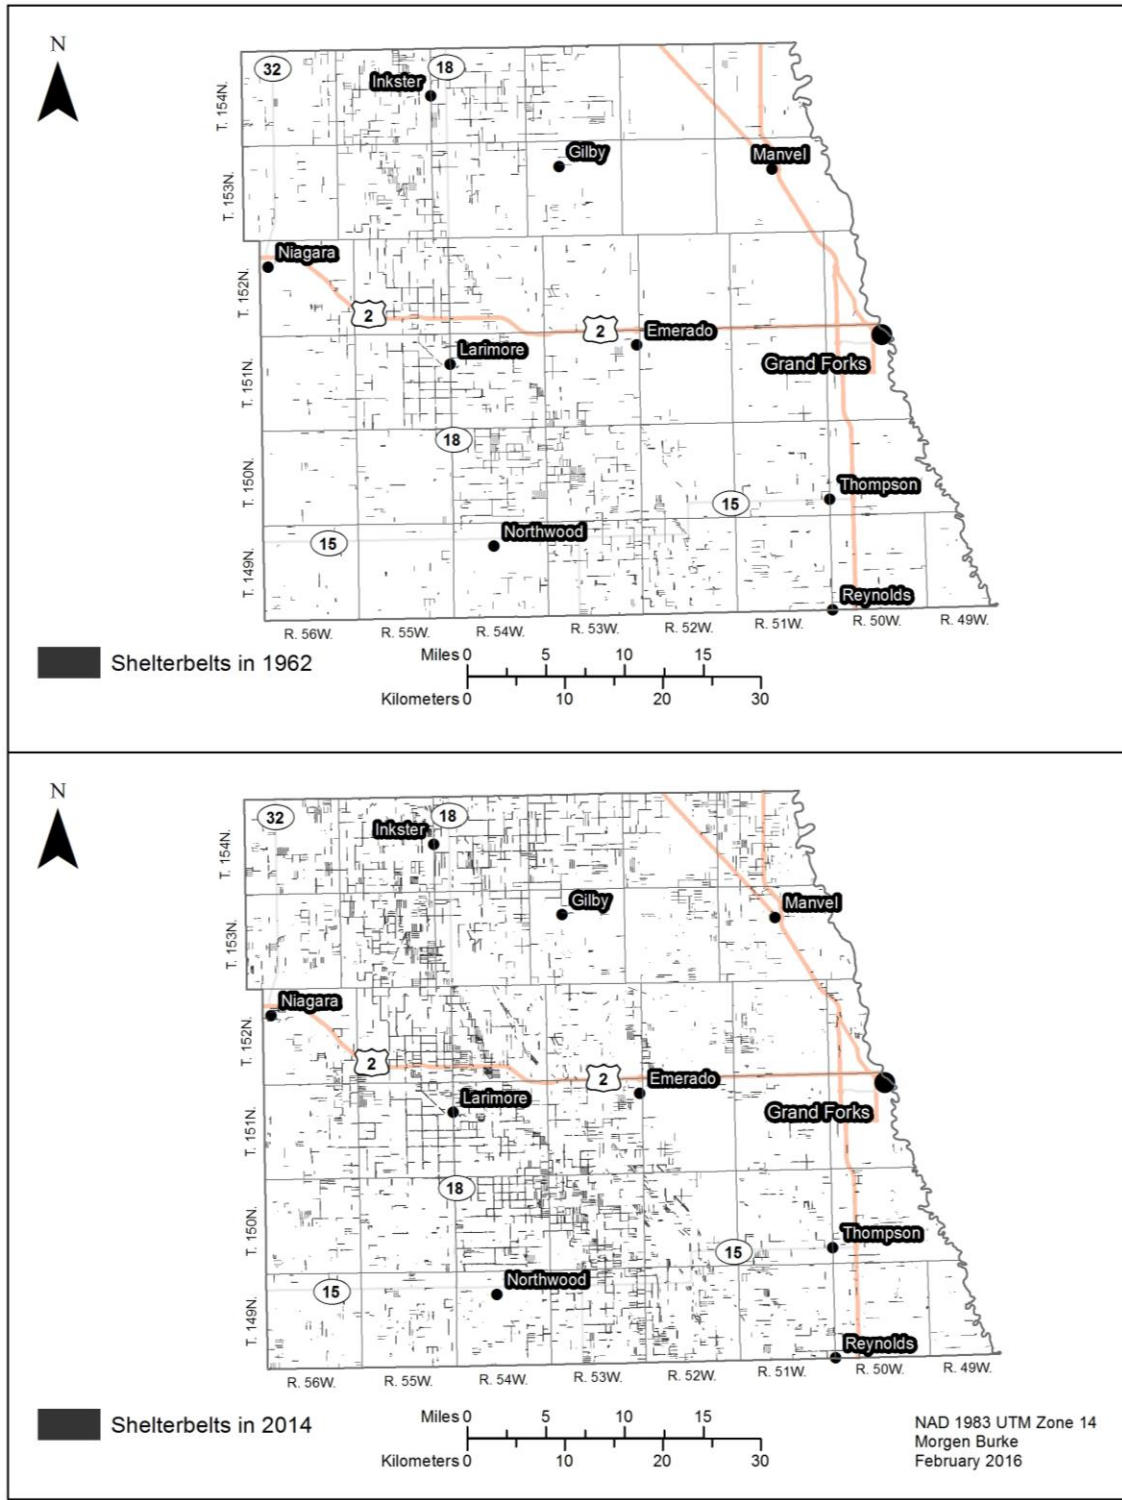 N
32
18
Inkster
T. 154N.
Gilby
Manvel
T. 153N.
Niagara
T. 152N.
2
2
Emerado
Larimore
Grand Forks
T. 151N.
18
T. 150N.
Thompson
15
Northwood
15
T. 149N.
Reynolds
R. 56W. R. 55W. R. 54W. R. 53W. R. 52W. R. 51W. R. 50W. R. 49W.
Shelterbelts in 1962
Miles 0 5 10 15
Kilometers 0 10 20 30
N
32
18
Inkster
T. 154N.
Gilby
Manvel
T. 153N.
Niagara
T. 152N.
2
2
Emerado
Larimore
Grand Forks
T. 151N.
18
T. 150N.
Thompson
15
Northwood
15
T. 149N.
Reynolds
R. 56W. R. 55W. R. 54W. R. 53W. R. 52W. R. 51W. R. 50W. R. 49W.
Shelterbelts in 2014
Miles 0 5 10 15
Kilometers 0 10 20 30
NAD 1983 UTM Zone 14
Morgen Burke
February 2016